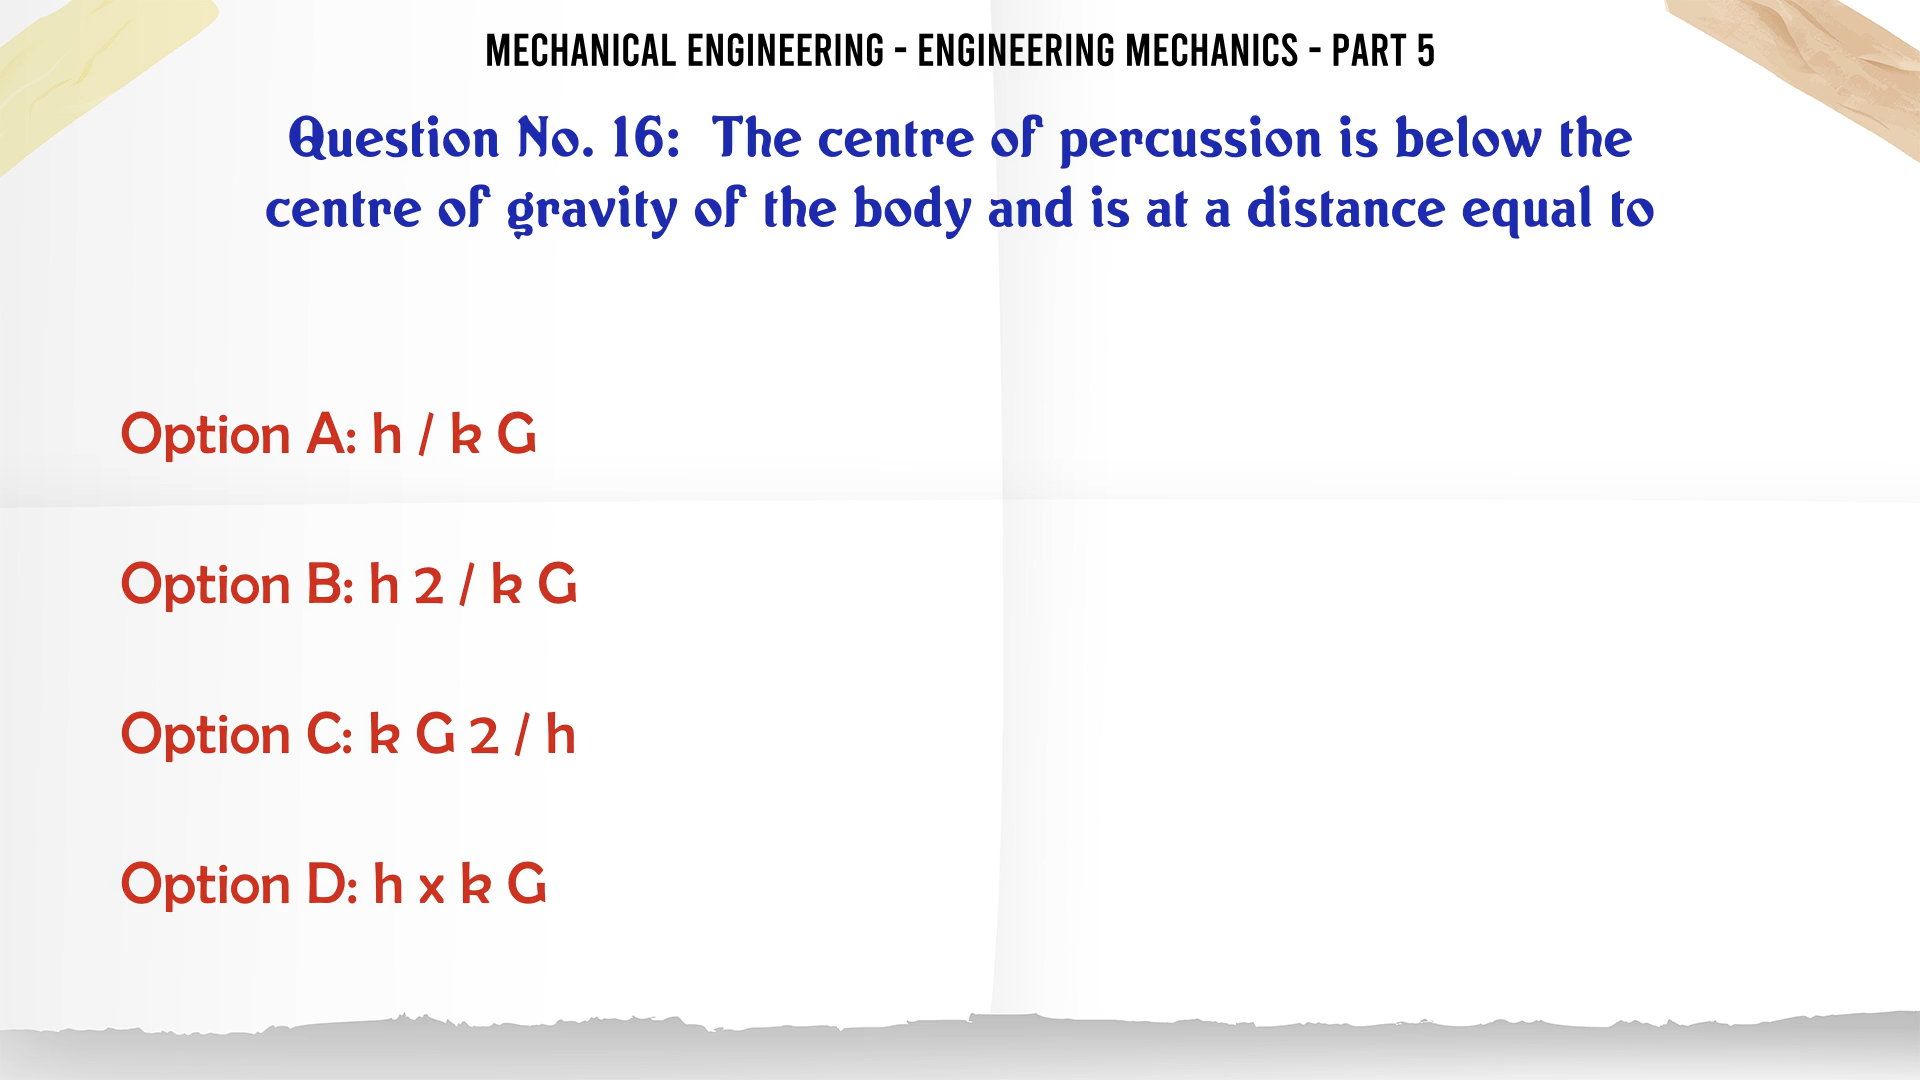 MECHANICAL ENGINEERING - ENGINEERING MECHANICS - PART 5
Question No. 16: The centre of percussion is below the
centre of gravity of the body and is at a distance equal to
Option A: h / k G
Option B: h 2 / k G
Option C: k G 2 / h
Option D: h x k G